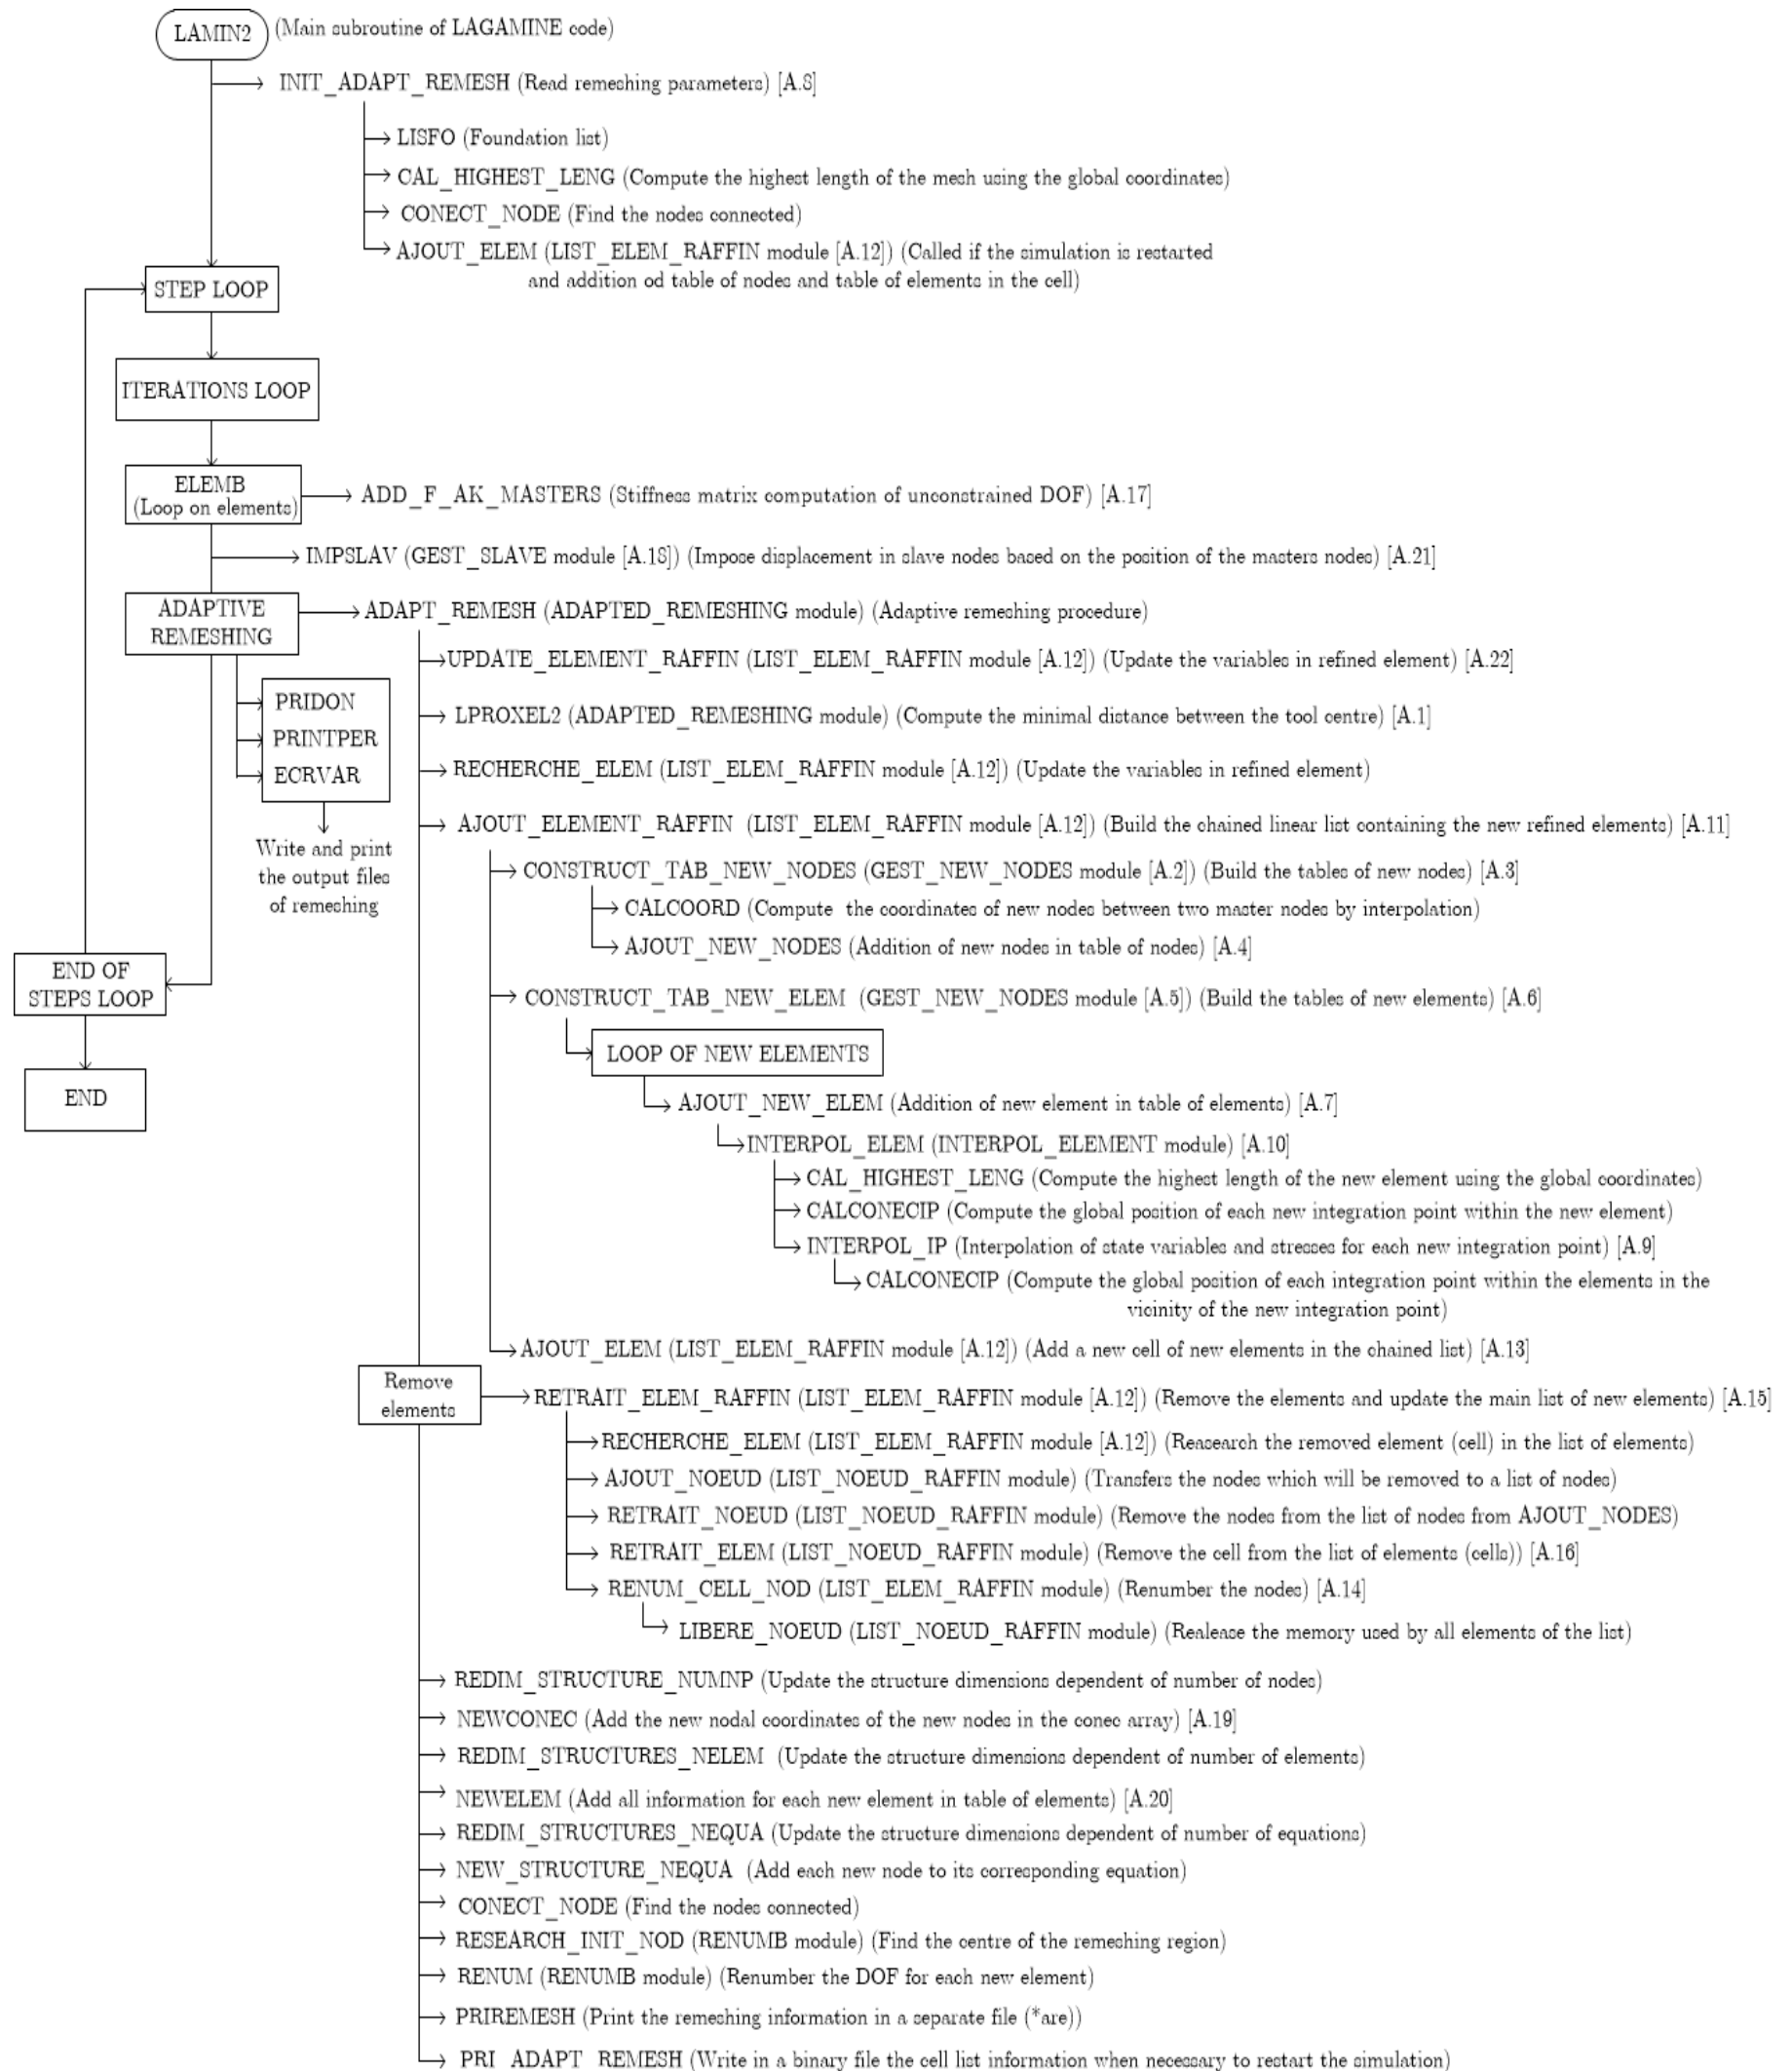 LAMIN2 (Main subroutine of LAGAMINE code)
INIT_ADAPT_REMESH (Read remeshing parameters) [A.8]
LISFO (Foundation list)
CAL_HIGHEST_LENG (Compute the highest length of the mesh using the global coordinates)
CONECT_NODE (Find the nodes connected)
AJOUT_ELEM (LIST_ELEM_RAFFIN module [A.12]) (Called if the simulation is restarted
and addition od table of nodes and table of elements in the cell)
STEP LOOP
ITERATIONS LOOP
ELEMB
(Loop on elements)
ADD_F_AK_MASTERS (Stiffness matrix computation of unconstrained DOF) [A.17]
IMPSLAV (GEST_SLAVE module [A.18]) (Impose displacement in slave nodes based on the position of the masters nodes) [A.21]
ADAPTIVE
REMESHING
ADAPT_REMESH (ADAPTED_REMESHING module) (Adaptive remeshing procedure)
UPDATE_ELEMENT_RAFFIN (LIST_ELEM_RAFFIN module [A.12]) (Update the variables in refined element) [A.22]
PRIDON
PRINTPER
ECRVAR
Write and print
the output files
of remeshing
LPROXEL2 (ADAPTED_REMESHING module) (Compute the minimal distance between the tool centre) [A.1]
RECHERCHE_ELEM (LIST_ELEM_RAFFIN module [A.12]) (Update the variables in refined element)
AJOUT_ELEMENT_RAFFIN (LIST_ELEM_RAFFIN module [A.12]) (Build the chained linear list containing the new refined elements) [A.11]
CONSTRUCT_TAB_NEW_NODES (GEST_NEW_NODES module [A.2]) (Build the tables of new nodes) [A.3]
CALCOORD (Compute the coordinates of new nodes between two master nodes by interpolation)
AJOUT_NEW_NODES (Addition of new nodes in table of nodes) [A.4]
END OF
STEPS LOOP
END
CONSTRUCT_TAB_NEW_ELEM (GEST_NEW_NODES module [A.5]) (Build the tables of new elements) [A.6]
LOOP OF NEW ELEMENTS
AJOUT_NEW_ELEM (Addition of new element in table of elements) [A.7]
INTERPOL_ELEM (INTERPOL_ELEMENT module) [A.10]
CAL_HIGHEST_LENG (Compute the highest length of the new element using the global coordinates)
CALCONECIP (Compute the global position of each new integration point within the new element)
INTERPOL_IP (Interpolation of state variables and stresses for each new integration point) [A.9]
CALCONECIP (Compute the global position of each integration point within the elements in the
vicinity of the new integration point)
AJOUT_ELEM (LIST_ELEM_RAFFIN module [A.12]) (Add a new cell of new elements in the chained list) [A.13]
Remove
elements
RETRAIT_ELEM_RAFFIN (LIST_ELEM_RAFFIN module [A.12]) (Remove the elements and update the main list of new elements) [A.15]
RECHERCHE_ELEM (LIST_ELEM_RAFFIN module [A.12]) (Reasearch the removed element (cell) in the list of elements)
AJOUT_NOEUD (LIST_NOEUD_RAFFIN module) (Transfers the nodes which will be removed to a list of nodes)
RETRAIT_NOEUD (LIST_NOEUD_RAFFIN module) (Remove the nodes from the list of nodes from AJOUT_NODES)
RETRAIT_ELEM (LIST_NOEUD_RAFFIN module) (Remove the cell from the list of elements (cells)) [A.16]
RENUM_CELL_NOD (LIST_ELEM_RAFFIN module) (Renumber the nodes) [A.14]
LIBERE_NOEUD (LIST_NOEUD_RAFFIN module) (Realease the memory used by all elements of the list)
REDIM_STRUCTURE_NUMNP (Update the structure dimensions dependent of number of nodes)
NEWCONEC (Add the new nodal coordinates of the new nodes in the conec array) [A.19]
REDIM_STRUCTURES_NELEM (Update the structure dimensions dependent of number of elements)
NEWELEM (Add all information for each new element in table of elements) [A.20]
REDIM_STRUCTURES_NEQUA (Update the structure dimensions dependent of number of equations)
NEW_STRUCTURE_NEQUA (Add each new node to its corresponding equation)
CONECT_NODE (Find the nodes connected)
RESEARCH_INIT_NOD (RENUMB module) (Find the centre of the remeshing region)
RENUM (RENUMB module) (Renumber the DOF for each new element)
PRIREMESH (Print the remeshing information in a separate file (*are))
PRI_ADAPT_REMESH (Write in a binary file the cell list information when necessary to restart the simulation)